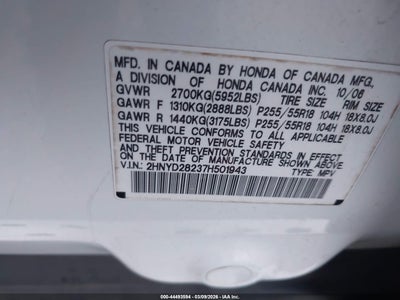 MFD. IN CANADA BY HONDA OF CANADA MFG.,
A DIVISION OF HONDA CANADA INC. 10/06
GVWR 2700KG(5952LBS) TIRE SIZE RIM SIZE
GAWR F 1310KG(2888LBS) P255/55R18 104H 18X8.0J
GAWR R 1440KG(3175LBS) P255/55R18 104H 18X8.0J
THIS VEHICLE CONFORMS TO ALL APPLICABLE
FEDERAL MOTOR VEHICLE SAFETY
AND THEFT PREVENTION STANDARDS IN EFFECT
ON THE DATE OF MANUFACTURE SHOWN ABOVE.
V.I.N.: 2HNYD28237H501943 TYPE: MPV
000-44493594 - 03/09/2026 - IAA Inc.